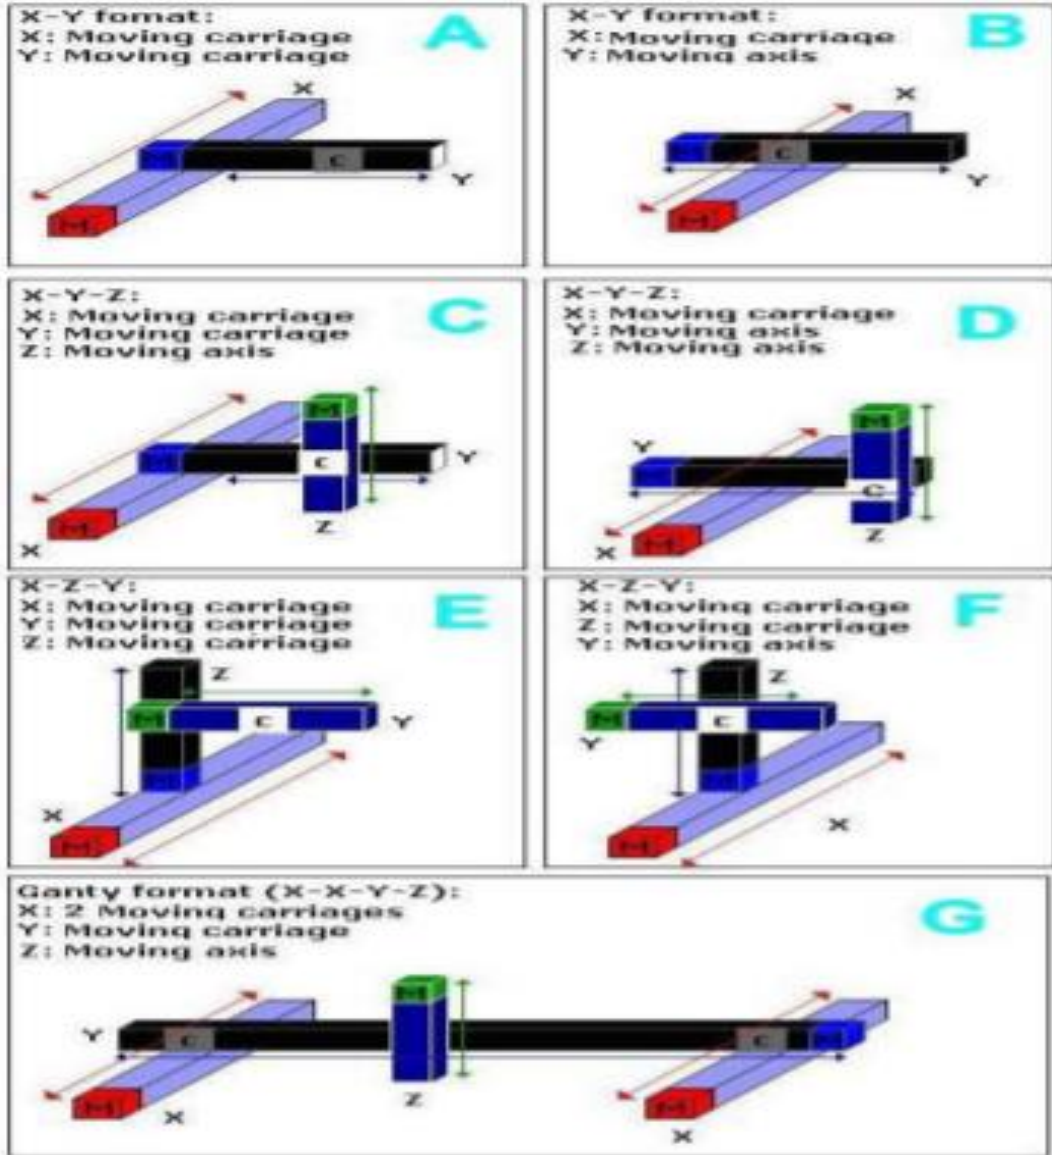 X-Y fomat:
X: Moving carriage
Y: Moving carriage
A
X
M
C
Y
M
X-Y format:
X: Moving carriage
Y: Moving axis
B
X
M
C
Y
M
X-Y-Z:
X: Moving carriage
Y: Moving carriage
Z: Moving axis
C
M
M
C
Y
M
Z
X
X-Y-Z:
X: Moving carriage
Y: Moving axis
Z: Moving axis
D
Y
C
M
Z
X
X-Z-Y:
X: Moving carriage
Y: Moving carriage
Z: Moving carriage
E
Z
M
C
Y
M
X
M
X-Z-Y:
X: Moving carriage
Z: Moving carriage
Y: Moving axis
F
Z
M
C
Y
M
X
M
Ganty format (X-X-Y-Z):
X: 2 Moving carriages
Y: Moving carriage
Z: Moving axis
G
M
Y
C
C
M
M
X
Z
M
X